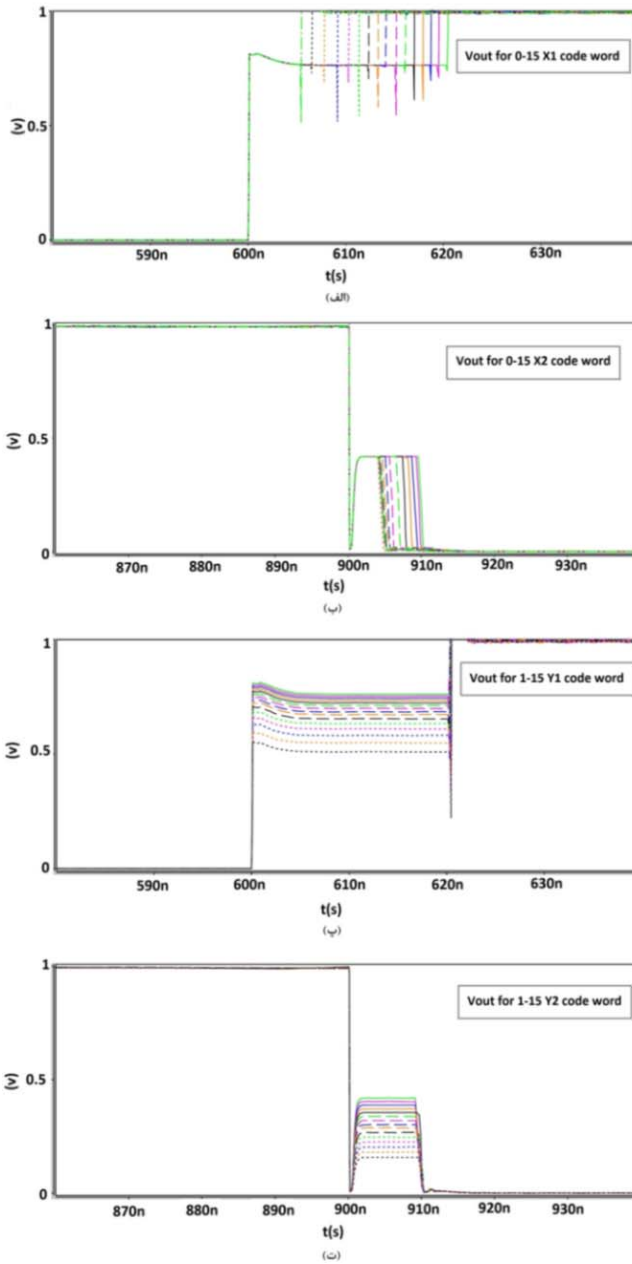 1
Vout for 0-15 X1 code word
(v)
0.5
0
590n 600n 610n 620n 630n
t(s)
(الف)
1
Vout for 0-15 X2 code word
(v)
0.5
0
870n 880n 890n 900n 910n 920n 930n
t(s)
(ب)
1
Vout for 1-15 Y1 code word
(v)
0.5
0
590n 600n 610n 620n 630n
t(s)
(پ)
1
Vout for 1-15 Y2 code word
(v)
0.5
0
870n 880n 890n 900n 910n 920n 930n
t(s)
(ت)